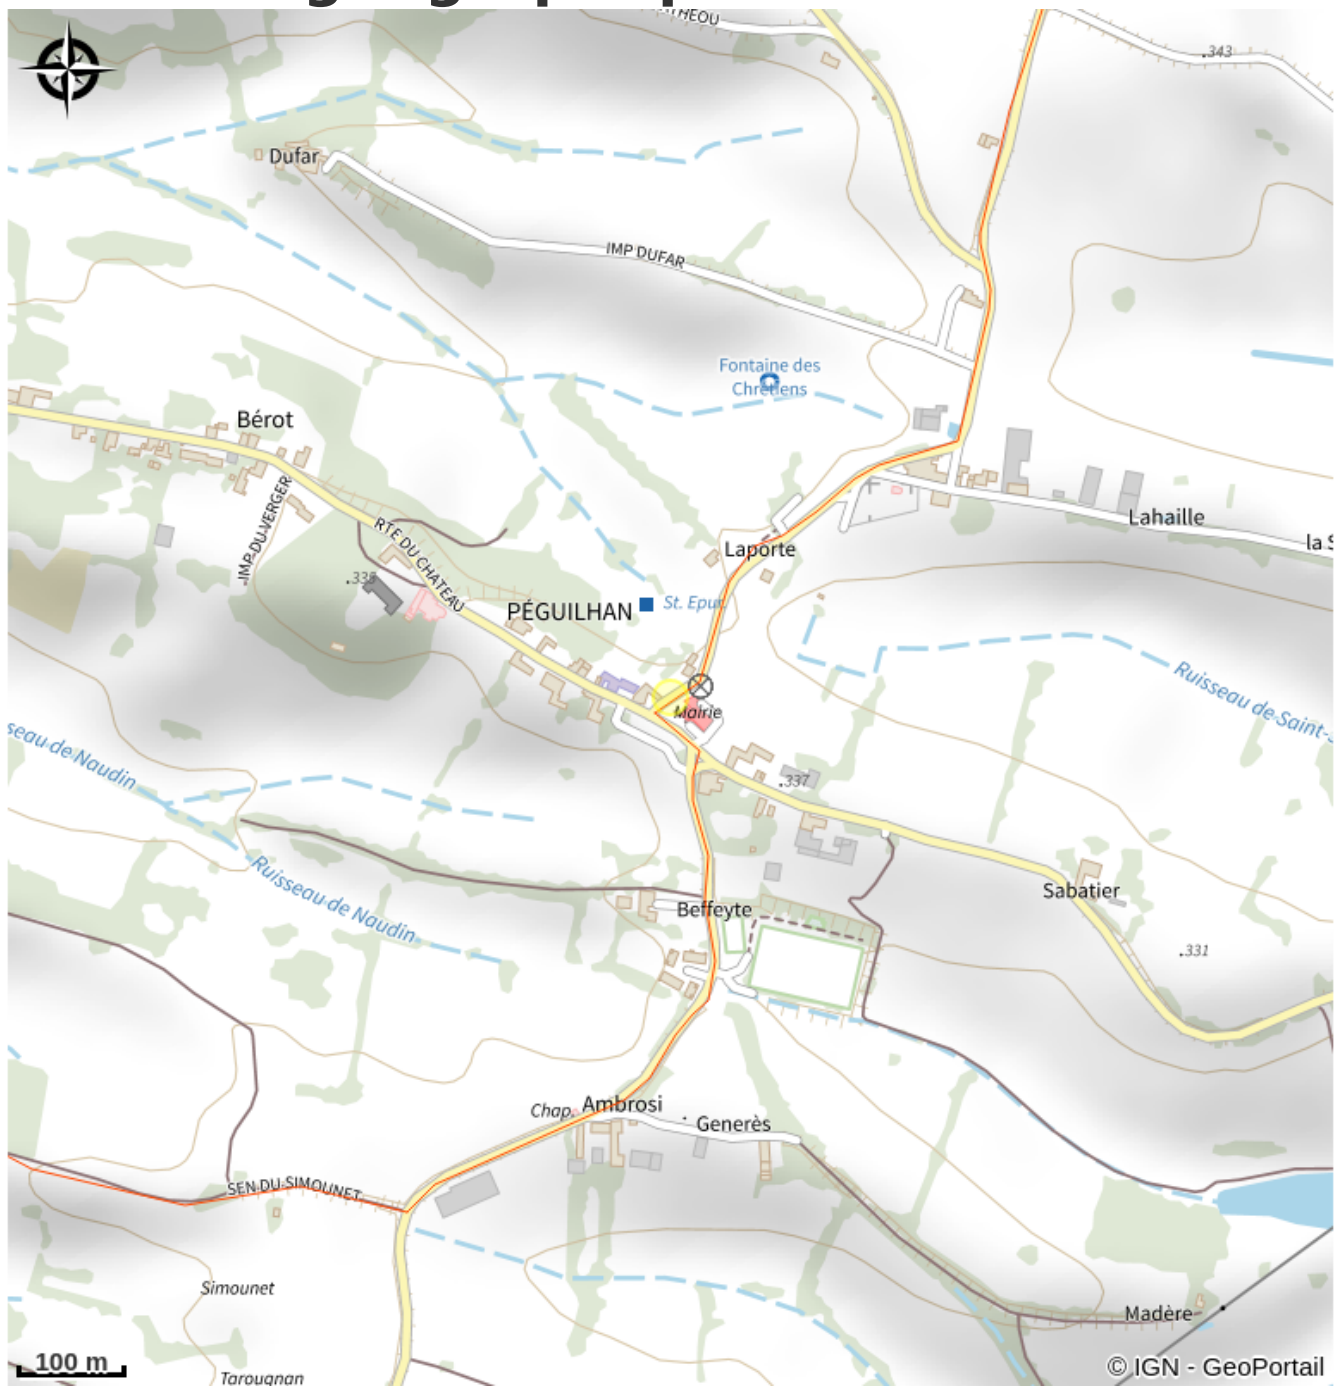 343
Dufar
IMP DUFAR
Fontaine des
Chrétiens
Bérot
IMP DU VERGER
RTE DU CHATEAU
Lahaille
Laporte
PÉGUILHAN
St. Epur.
Mairie
Ruisseau de Saint-
337
seau de Naudin
Ruisseau de Naudin
Sabatier
Beffeyte
331
Chap.
Ambrosi
Generès
SEN DU SIMOUNET
Simounet
Madère
Tarougnan
100 m
© IGN - GeoPortail